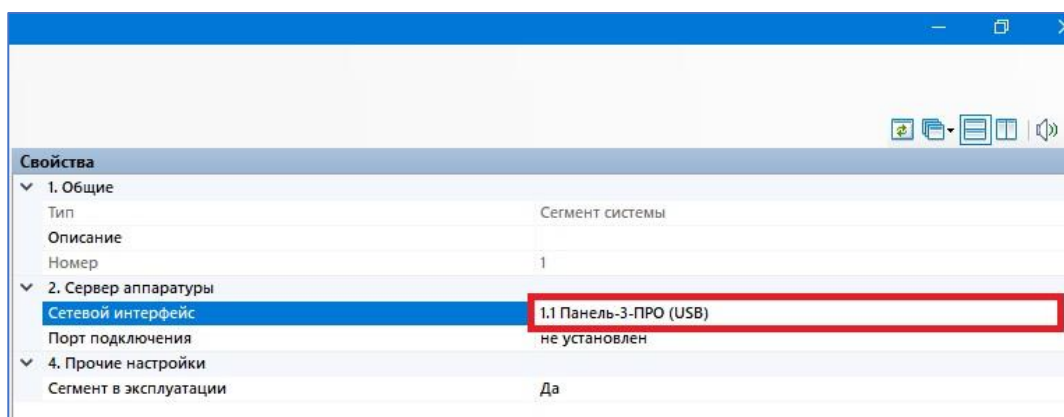 Свойства
1. Общие
Тип Сегмент системы
Описание
Номер 1
2. Сервер аппаратуры
Сетевой интерфейс 1.1 Панель-3-ПРО (USB)
Порт подключения не установлен
4. Прочие настройки
Сегмент в эксплуатации Да